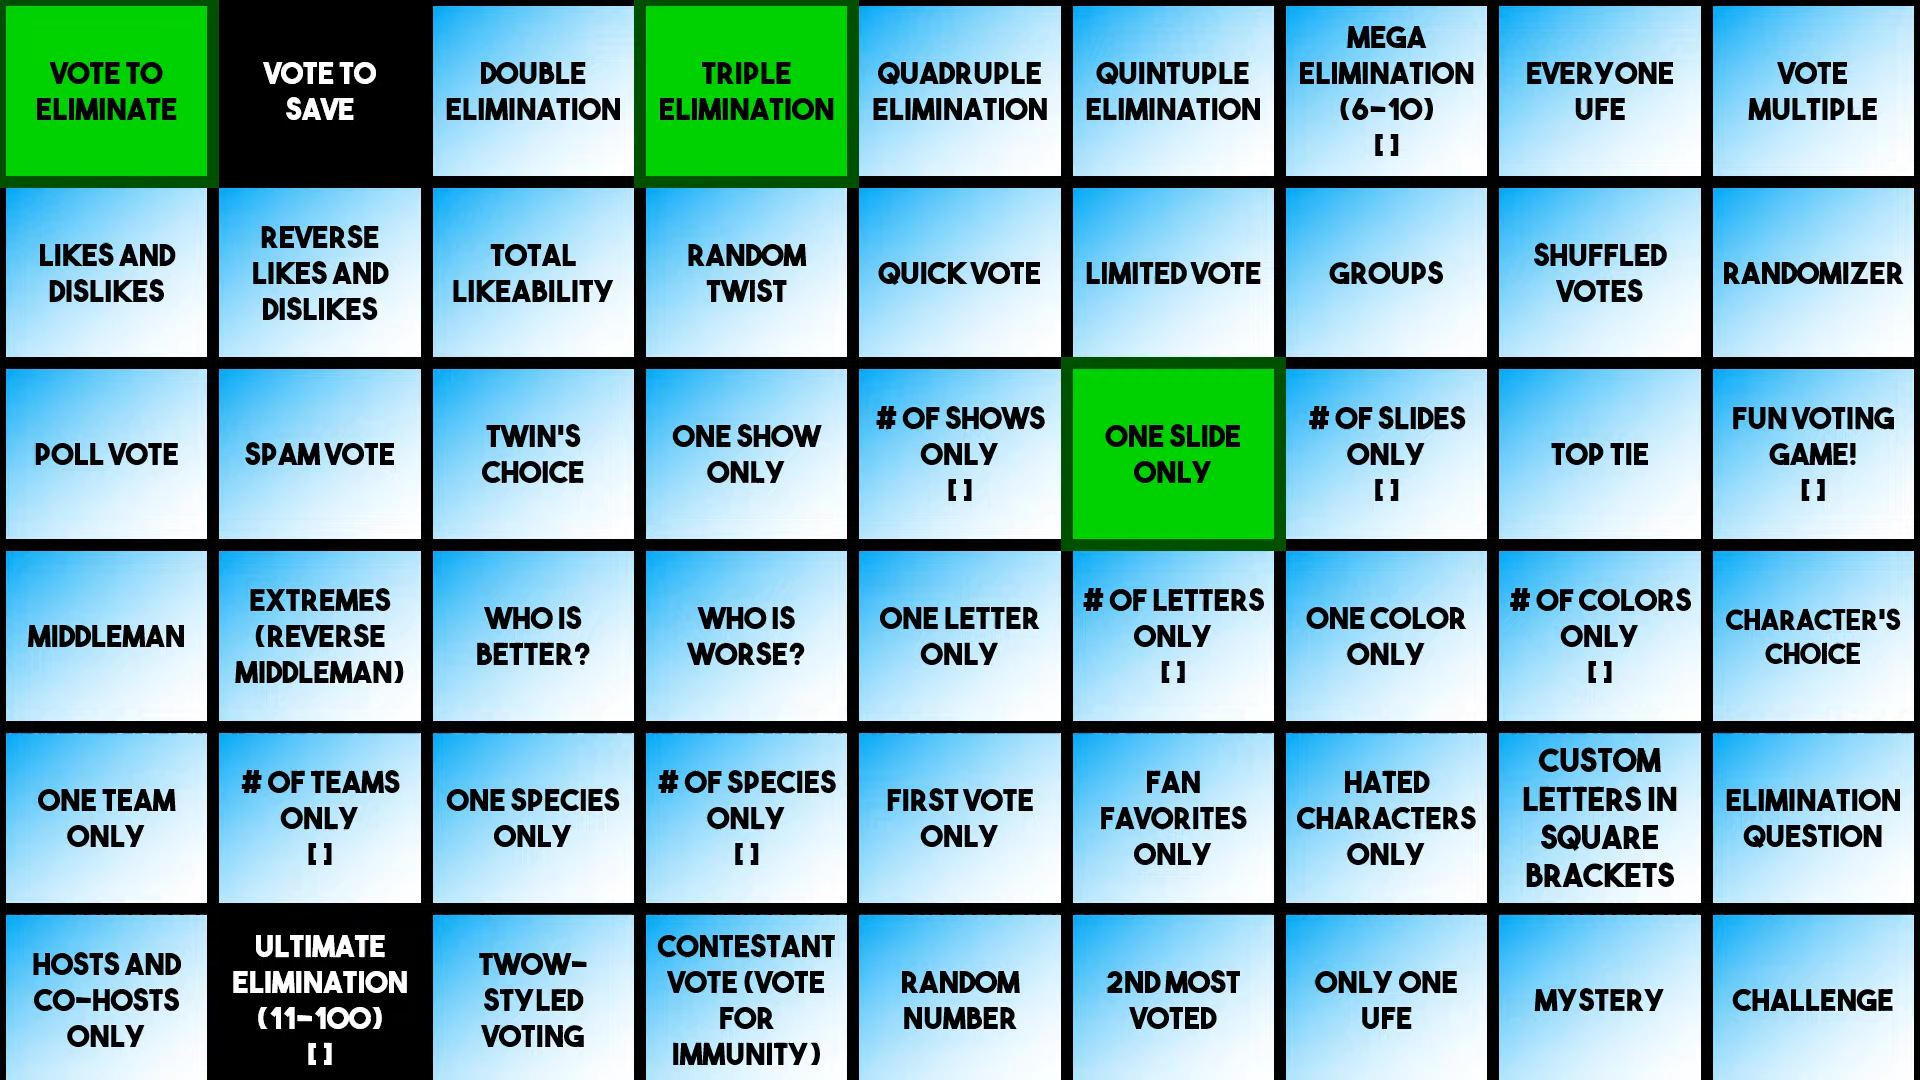 VOTE TO
ELIMINATE
VOTE TO
SAVE
DOUBLE
ELIMINATION
TRIPLE
ELIMINATION
QUADRUPLE
ELIMINATION
QUINTUPLE
ELIMINATION
MEGA
ELIMINATION
(6-10)
[ ]
EVERYONE
UFE
VOTE
MULTIPLE
LIKES AND
DISLIKES
REVERSE
LIKES AND
DISLIKES
TOTAL
LIKEABILITY
RANDOM
TWIST
QUICK VOTE
LIMITED VOTE
GROUPS
SHUFFLED
VOTES
RANDOMIZER
POLL VOTE
SPAM VOTE
TWIN'S
CHOICE
ONE SHOW
ONLY
# OF SHOWS
ONLY
[ ]
ONE SLIDE
ONLY
# OF SLIDES
ONLY
[ ]
TOP TIE
FUN VOTING
GAME!
[ ]
MIDDLEMAN
EXTREMES
(REVERSE
MIDDLEMAN)
WHO IS
BETTER?
WHO IS
WORSE?
ONE LETTER
ONLY
# OF LETTERS
ONLY
[ ]
ONE COLOR
ONLY
# OF COLORS
ONLY
[ ]
CHARACTER'S
CHOICE
ONE TEAM
ONLY
# OF TEAMS
ONLY
[ ]
ONE SPECIES
ONLY
# OF SPECIES
ONLY
[ ]
FIRST VOTE
ONLY
FAN
FAVORITES
ONLY
HATED
CHARACTERS
ONLY
CUSTOM
LETTERS IN
SQUARE
BRACKETS
ELIMINATION
QUESTION
HOSTS AND
CO-HOSTS
ONLY
ULTIMATE
ELIMINATION
(11-100)
[ ]
TWOW-
STYLED
VOTING
CONTESTANT
VOTE (VOTE
FOR
IMMUNITY)
RANDOM
NUMBER
2ND MOST
VOTED
ONLY ONE
UFE
MYSTERY
CHALLENGE